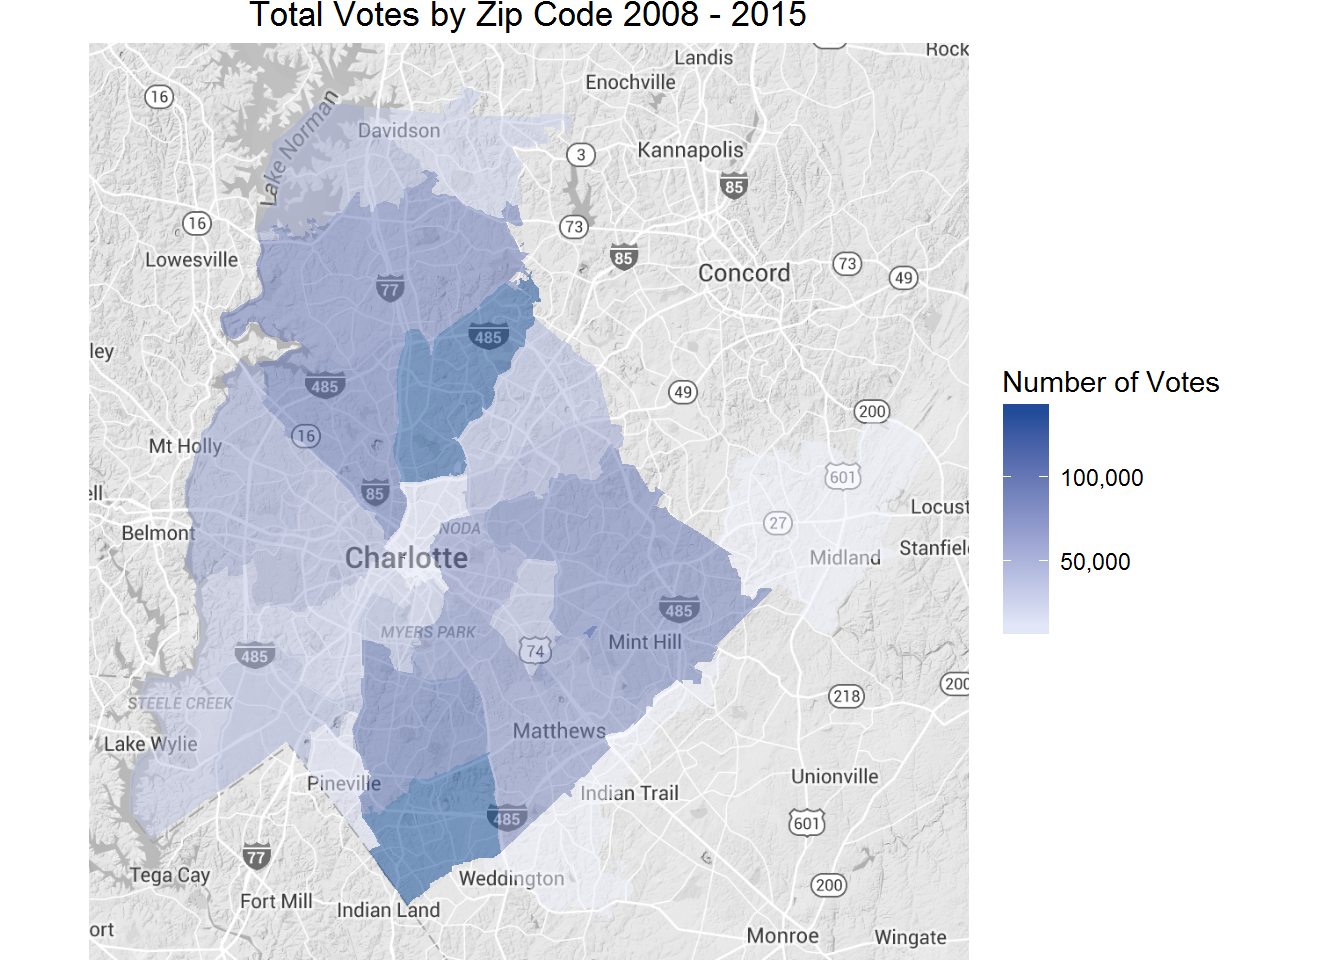 Total Votes by Zip Code 2008 - 2015
Landis
Rock
Enochville
16
Lake Norman
Davidson
3
Kannapolis
85
16
73
Lowesville
85
Concord
73
49
77
485
ley
485
49
200
16
Mt Holly
601
85
ell
Locust
27
NODA
Belmont
Charlotte
Midland
Stanfiel
485
MYERS PARK
Mint Hill
74
485
200
218
STEELE CREEK
Matthews
Lake Wylie
Pineville
Unionville
Indian Trail
485
601
77
Tega Cay
Weddington
200
Fort Mill
Indian Land
ort
Monroe
Wingate
Number of Votes
100,000
50,000